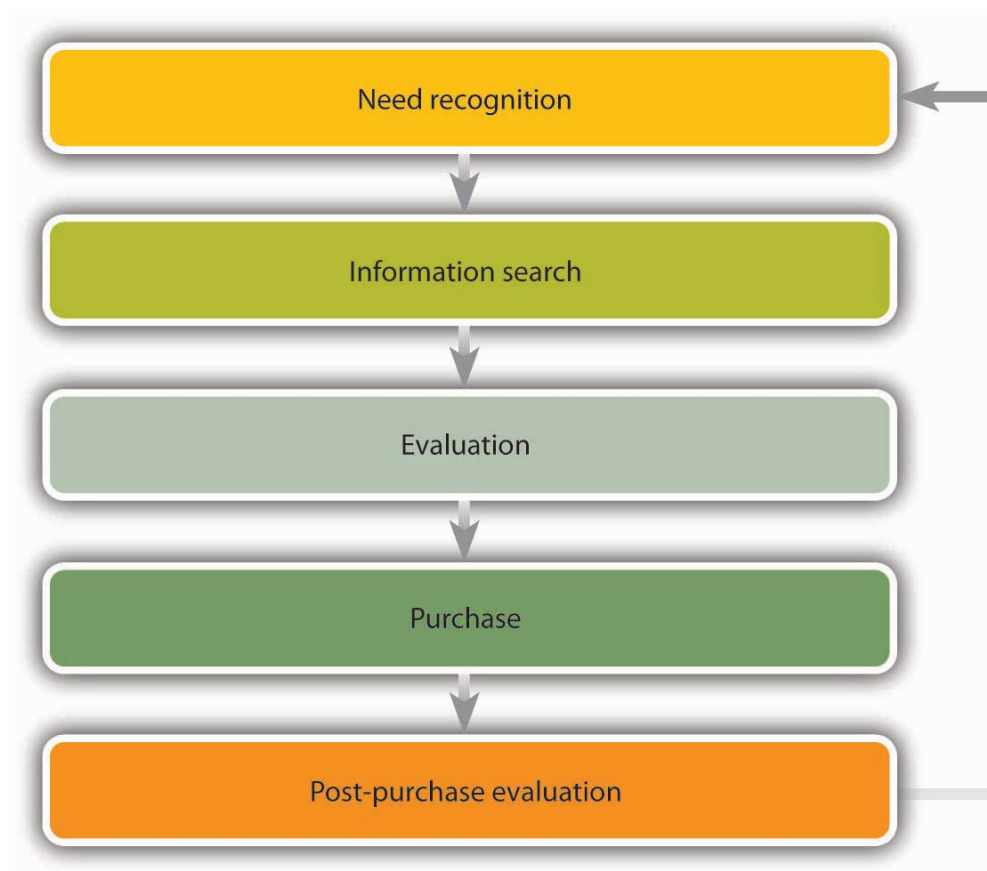 Need recognition
Information search
Evaluation
Purchase
Post-purchase evaluation